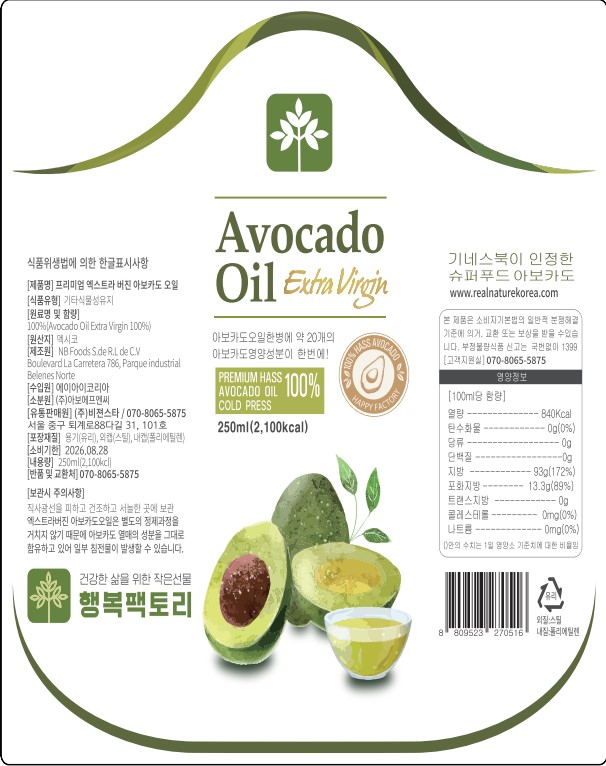 Avocado
Oil Extra Virgin
아보카도오일한병에 약 20개의
아보카도영양성분이 한번에!
PREMIUM HASS
AVOCADO OIL
COLD PRESS
100%
250ml(2,100kcal)
100% HASS AVOCADO
HAPPY FACTORY
식품위생법에 의한 한글표시사항
[제품명] 프리미엄 엑스트라 버진 아보카도 오일
[식품유형] 기타식물성유지
[원료명 및 함량]
100%(Avocado Oil Extra Virgin 100%)
[원산지] 멕시코
[제조원] NB Foods S.de R.L de C.V
Boulevard La Carretera 786, Parque industrial
Belenes Norte
[수입원] 에이아이코리아
[소분원] (주)아보에프엔씨
[유통판매원] (주)비전스타 / 070-8065-5875
서울 중구 퇴계로88다길 31, 101호
[포장재질] 용기(유리), 외캡(스틸), 내캡(폴리에틸렌)
[소비기한] 2026.08.28
[내용량] 250ml(2,100kcl)
[반품 및 교환처] 070-8065-5875
[보관시 주의사항]
직사광선을 피하고 건조하고 서늘한 곳에 보관
엑스트라버진 아보카도오일은 별도의 정제과정을
거치지 않기 때문에 아보카도 열매의 성분을 그대로
함유하고 있어 일부 침전물이 발생할 수 있습니다.
건강한 삶을 위한 작은선물
행복팩토리
기네스북이 인정한
슈퍼푸드 아보카도
www.realnaturekorea.com
본 제품은 소비자기본법의 일반적 분쟁해결
기준에 의거, 교환 또는 보상을 받을 수있습
니다. 부정불량식품 신고는 국번없이 1399
[고객지원실] 070-8065-5875
영양정보
[100ml당 함량]
열량 840Kcal
탄수화물 0g(0%)
당류 0g
단백질 0g
지방 93g(172%)
포화지방 13.3g(89%)
트랜스지방 0g
콜레스테롤 0mg(0%)
나트륨 0mg(0%)
()안의 수치는 1일 영양소 기준치에 대한 비율임
8 809523 270516
유리
외질:스틸
내질:폴리에틸렌